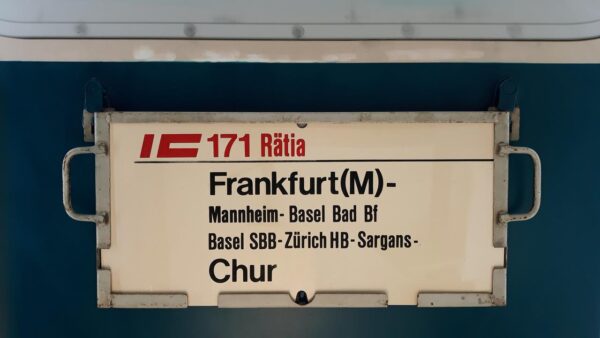 IC 171 Rätia
Frankfurt(M)-
Mannheim- Basel Bad Bf
Basel SBB-Zürich HB-Sargans-
Chur